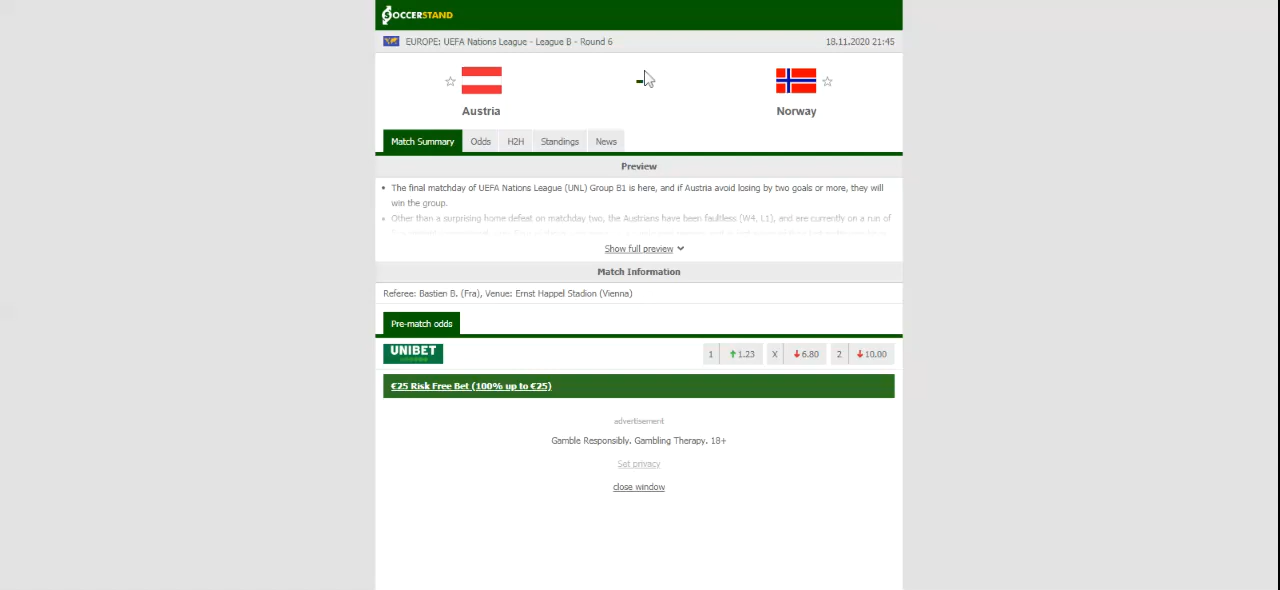 SOCCERSTAND
EUROPE: UEFA Nations League - League B - Round 6 18.11.2020 21:45
-
Austria Norway
Match Summary Odds H2H Standings News
Preview
• The final matchday of UEFA Nations League (UNL) Group B1 is here, and if Austria avoid losing by two goals or more, they will
win the group.
• Other than a surprising home defeat on matchday two, the Austrians have been faultless (W4, L1), and are currently on a run of
Show full preview
Match Information
Referee: Bastien B. (Fra), Venue: Ernst Happel Stadion (Vienna)
Pre-match odds
UNIBET 1 1.23 X 6.80 2 10.00
€25 Risk Free Bet (100% up to €25)
advertisement
Gamble Responsibly. Gambling Therapy. 18+
Set privacy
close window